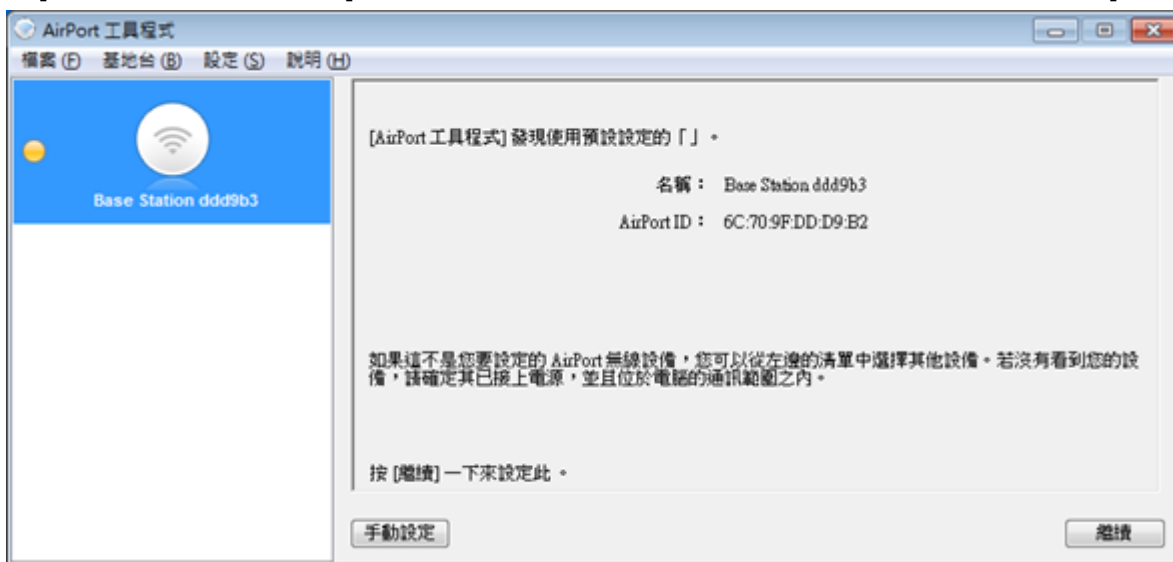 AirPort 工具程式
檔案(F) 基地台(B) 設定(S) 說明(H)
Base Station ddd9b3
[AirPort 工具程式] 發現使用預設設定的「」。
名稱： Base Station ddd9b3
AirPort ID： 6C:70:9F:DD:D9:B2
如果這不是您要設定的 AirPort 無線設備，您可以從左邊的清單中選擇其他設備。若沒有看到您的設
備，請確定其已接上電源，並且位於電腦的通訊範圍之內。
按 [繼續] 一下來設定此 。
手動設定 繼續